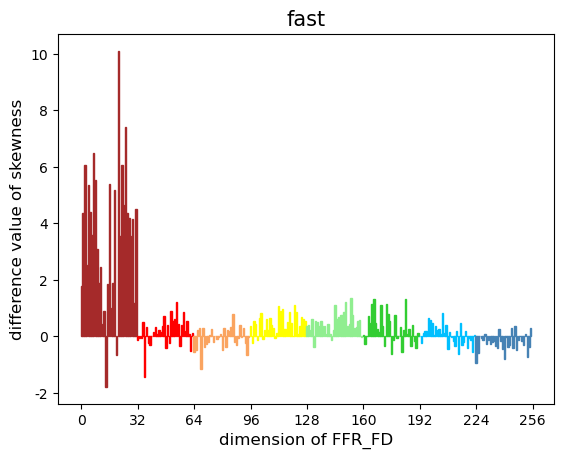 fast
difference value of skewness
10
8
6
4
2
0
-2
0 32 64 96 128 160 192 224 256
dimension of FFR_FD